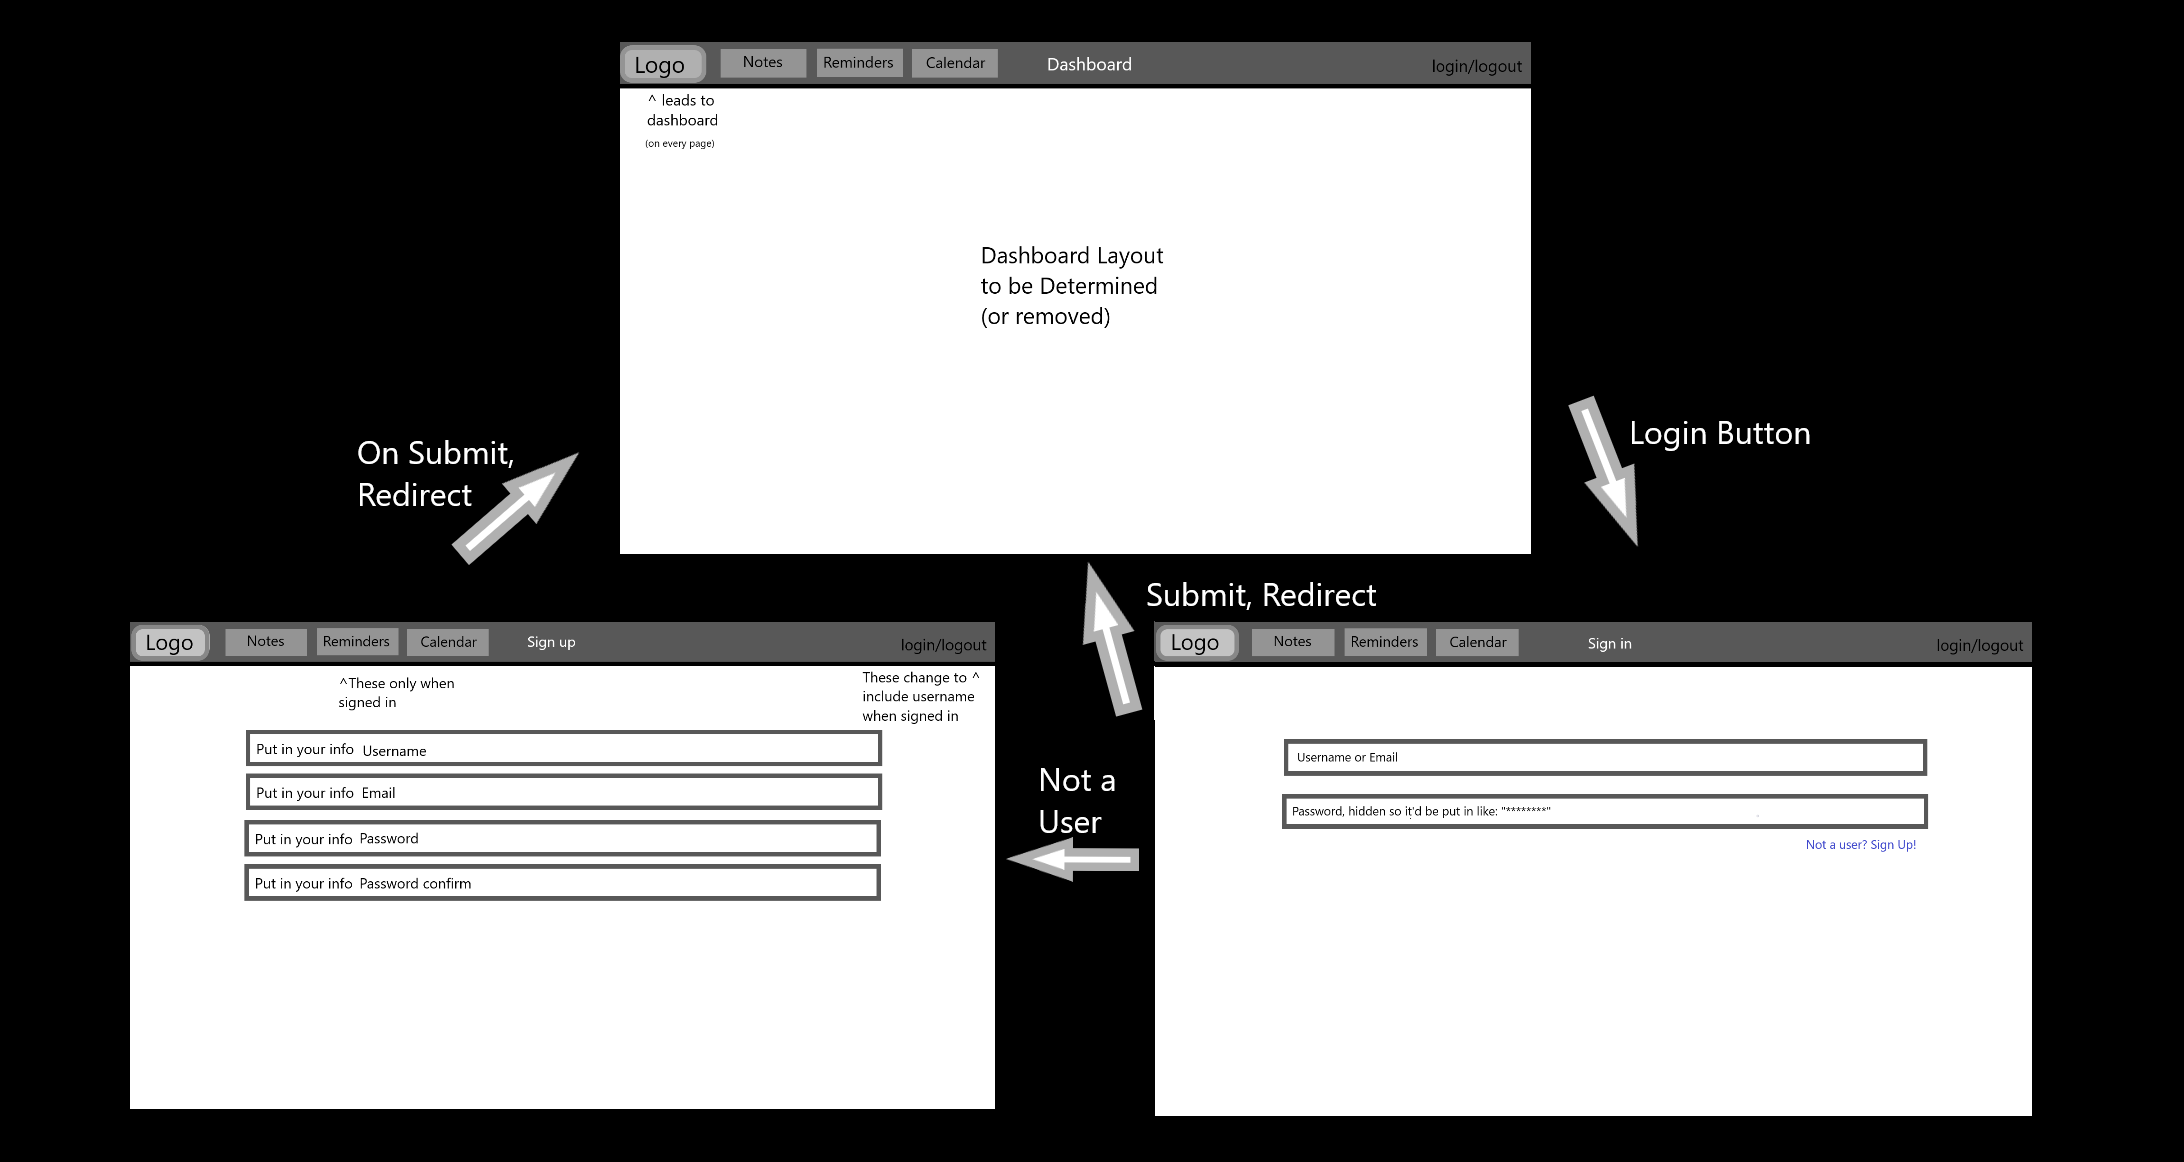 Logo Notes Reminders Calendar Dashboard login/logout
^ leads to
dashboard
(on every page)
Dashboard Layout
to be Determined
(or removed)
On Submit,
Redirect
Login Button
Submit, Redirect
Logo Notes Reminders Calendar Sign up login/logout
^These only when
signed in
These change to ^
include username
when signed in
Put in your info Username
Put in your info Email
Put in your info Password
Put in your info Password confirm
Not a
User
Logo Notes Reminders Calendar Sign in login/logout
Username or Email
Password, hidden so it'd be put in like: "********"
Not a user? Sign Up!